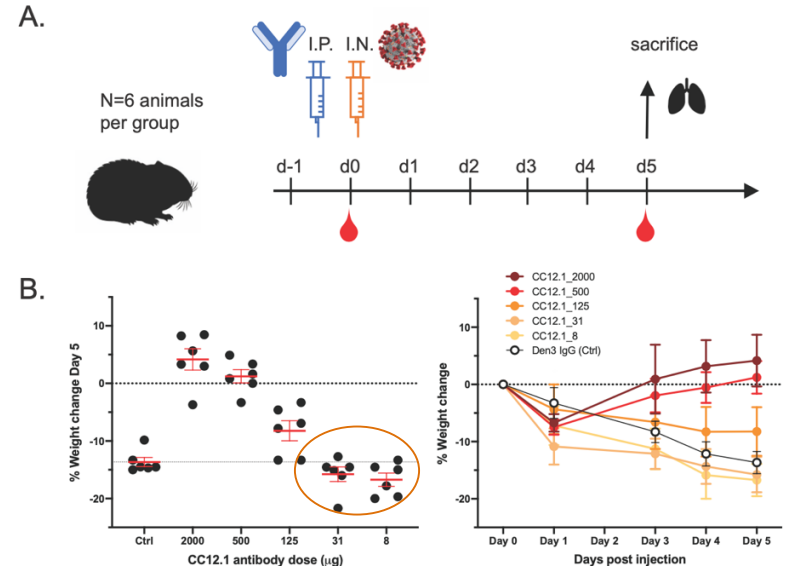 A.
I.P. I.N.
sacrifice
N=6 animals
per group
d-1 d0 d1 d2 d3 d4 d5
B.
% Weight change Day 5
10
0
-10
-20
Ctrl 2000 500 125 31 8
CC12.1 antibody dose (μg)
CC12.1_2000
CC12.1_500
CC12.1_125
CC12.1_31
CC12.1_8
Den3 IgG (Ctrl)
% Weight change
10
0
-10
-20
Day 0 Day 1 Day 2 Day 3 Day 4 Day 5
Days post injection